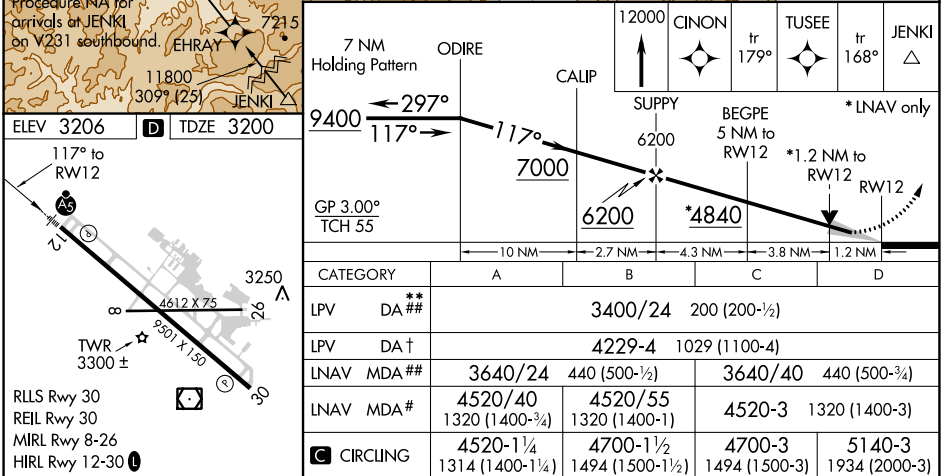 Procedure NA for
arrivals at JENKI
on V231 southbound.
EHRAY
7215
11800
309° (25)
JENKI
ELEV 3206
D
TDZE 3200
117° to
RW12
A5
12
P
3250
8
4612 X 75
26
9501 X 150
TWR
3300 ±
P
30
RLLS Rwy 30
REIL Rwy 30
MIRL Rwy 8-26
HIRL Rwy 12-30 L
7 NM
Holding Pattern
ODIRE
CALIP
12000
CINON
tr
179°
TUSEE
tr
168°
JENKI
SUPPY
6200
BEGPE
5 NM to
RW12
* LNAV only
*1.2 NM to
RW12
RW12
9400
297°
117°
117°
7000
6200
*4840
GP 3.00°
TCH 55
10 NM
2.7 NM
4.3 NM
3.8 NM
1.2 NM
CATEGORY A B C D
LPV DA **## 3400/24 200 (200-½)
LPV DA † 4229-4 1029 (1100-4)
LNAV MDA ## 3640/24 440 (500-½) 3640/40 440 (500-¾)
LNAV MDA # 4520/40 1320 (1400-¾) 4520/55 1320 (1400-1) 4520-3 1320 (1400-3)
C CIRCLING 4520-1¼ 1314 (1400-1¼) 4700-1½ 1494 (1500-1½) 4700-3 1494 (1500-3) 5140-3 1934 (2000-3)